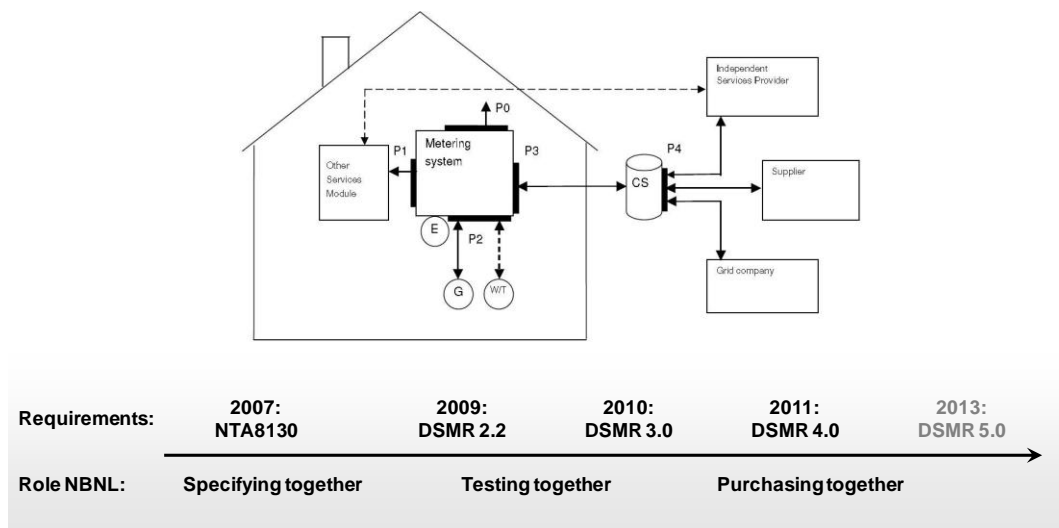 Independent
Services Provider
P0
P1
Metering
system
P3
P4
Other
Services
Module
CS
Supplier
E
P2
G
W/T
Grid company
Requirements:
2007:
NTA8130
2009:
DSMR 2.2
2010:
DSMR 3.0
2011:
DSMR 4.0
2013:
DSMR 5.0
Role NBNL:
Specifying together
Testing together
Purchasing together